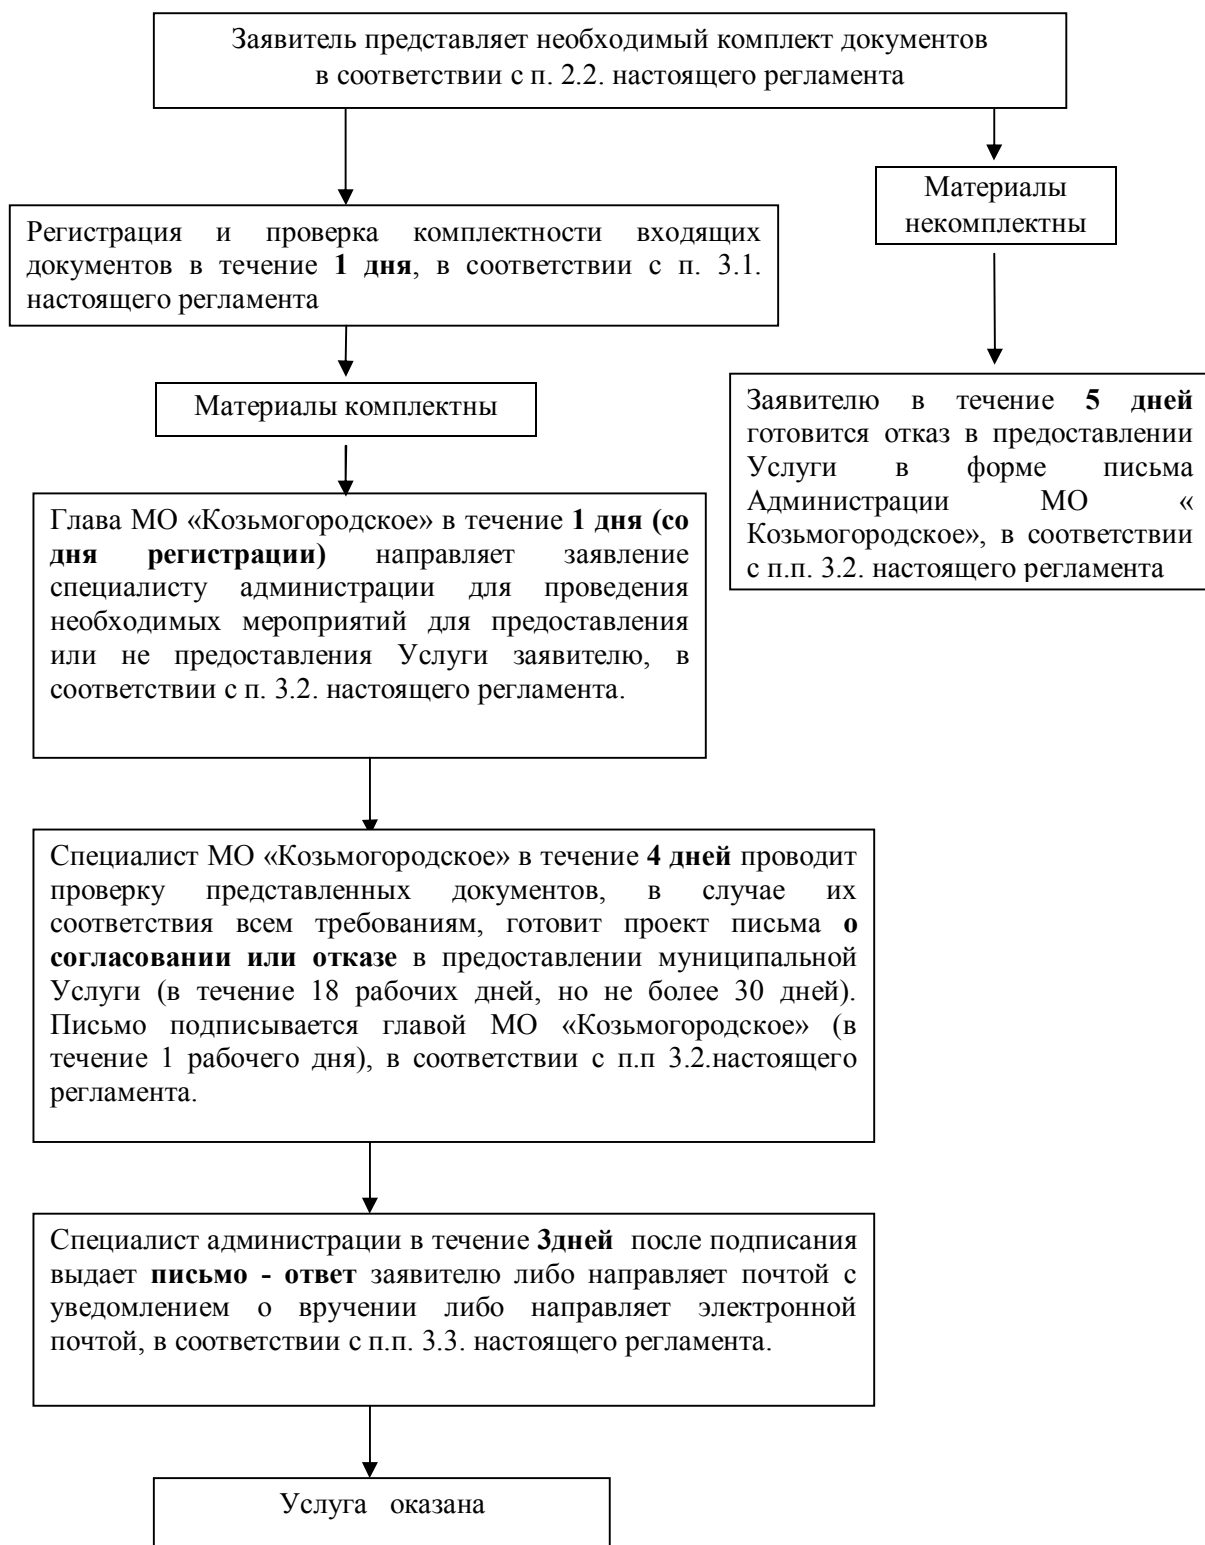 Заявитель представляет необходимый комплект документов
в соответствии с п. 2.2. настоящего регламента
Материалы
некомплектны
Регистрация и проверка комплектности входящих
документов в течение 1 дня, в соответствии с п. 3.1.
настоящего регламента
Материалы комплектны
Заявителю в течение 5 дней
готовится отказ в предоставлении
Услуги в форме письма
Администрации МО «
Козьмогородское», в соответствии
с п.п. 3.2. настоящего регламента
Глава МО «Козьмогородское» в течение 1 дня (со
дня регистрации) направляет заявление
специалисту администрации для проведения
необходимых мероприятий для предоставления
или не предоставления Услуги заявителю, в
соответствии с п. 3.2. настоящего регламента.
Специалист МО «Козьмогородское» в течение 4 дней проводит
проверку представленных документов, в случае их
соответствия всем требованиям, готовит проект письма о
согласовании или отказе в предоставлении муниципальной
Услуги (в течение 18 рабочих дней, но не более 30 дней).
Письмо подписывается главой МО «Козьмогородское» (в
течение 1 рабочего дня), в соответствии с п.п 3.2.настоящего
регламента.
Специалист администрации в течение 3дней после подписания
выдает письмо - ответ заявителю либо направляет почтой с
уведомлением о вручении либо направляет электронной
почтой, в соответствии с п.п. 3.3. настоящего регламента.
Услуга оказана